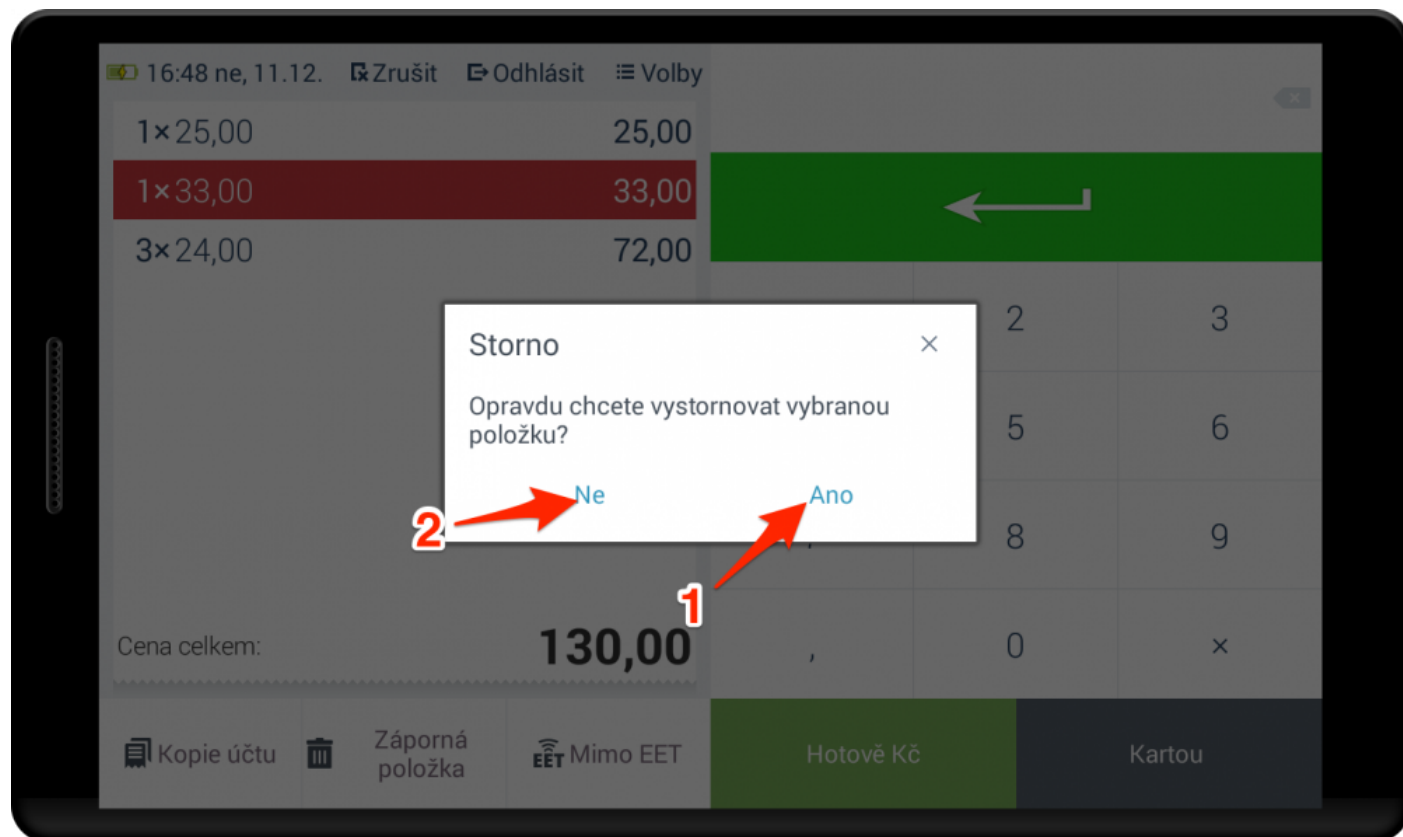 16:48 ne, 11.12. Zrušit Odhlásit Volby
1×25,00 25,00
1×33,00 33,00
3×24,00 72,00
Storno ×
Opravdu chcete vystornovat vybranou
položku?
Ne Ano
2
1
2 3
5 6
8 9
, 0 ×
Cena celkem: 130,00
Kopie účtu
Záporná
položka
EET Mimo EET
Hotově Kč
Kartou